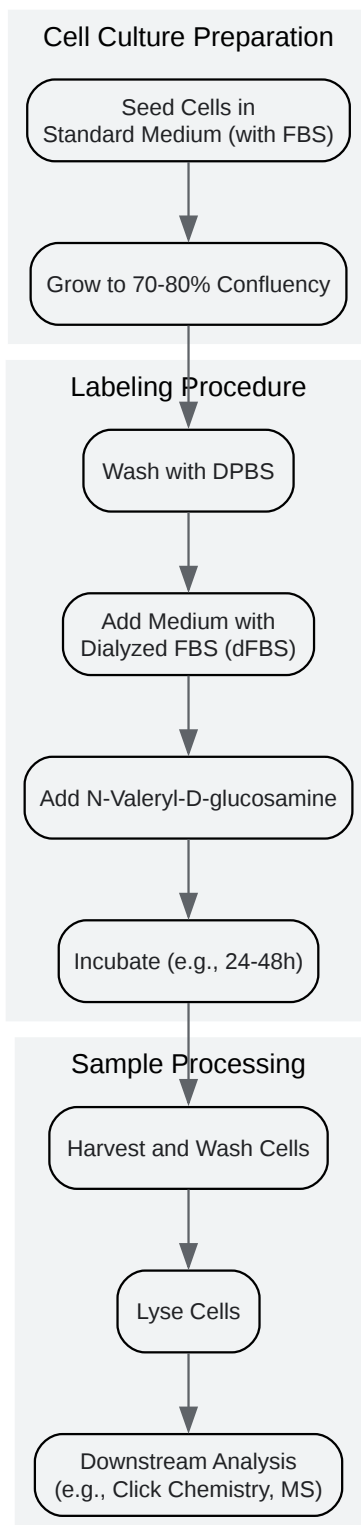 Cell Culture Preparation
Seed Cells in
Standard Medium (with FBS)
Grow to 70-80% Confluency
Labeling Procedure
Wash with DPBS
Add Medium with
Dialyzed FBS (dFBS)
Add N-Valeryl-D-glucosamine
Incubate (e.g., 24-48h)
Sample Processing
Harvest and Wash Cells
Lyse Cells
Downstream Analysis
(e.g., Click Chemistry, MS)